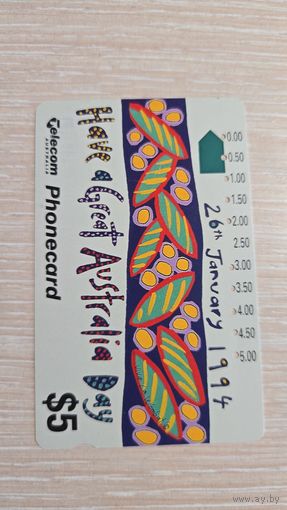 Telecom
AUSTRALIA
Phonecard
$5
Have a Great Australia Day
26th January 1994
0.00
0.50
1.00
1.50
2.00
2.50
3.00
3.50
4.00
4.50
5.00
www.ay.by